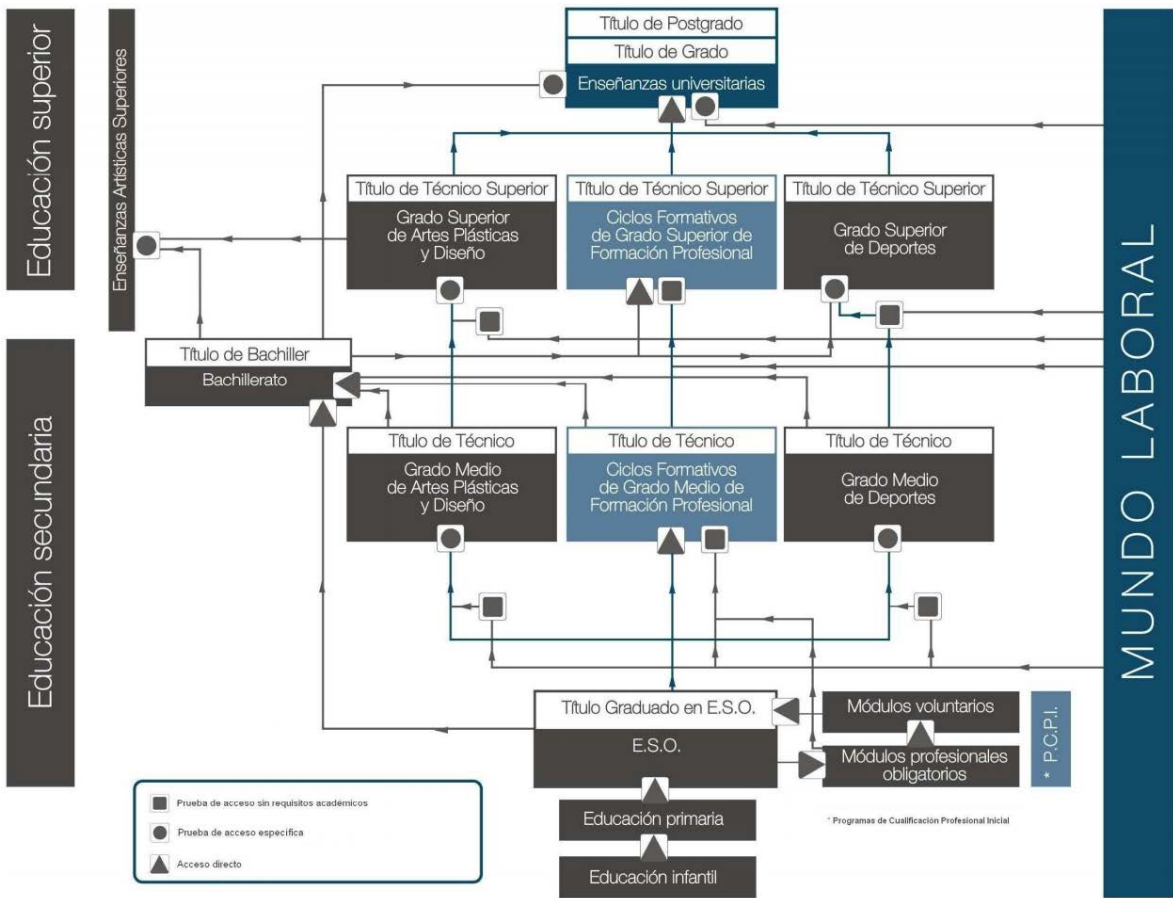 Educación superior
Enseñanzas Artísticas Superiores
Título de Postgrado
Título de Grado
Enseñanzas universitarias
Título de Técnico Superior
Grado Superior
de Artes Plásticas
y Diseño
Título de Técnico Superior
Ciclos Formativos
de Grado Superior de
Formación Profesional
Título de Técnico Superior
Grado Superior
de Deportes
MUNDO LABORAL
Educación secundaria
Título de Bachiller
Bachillerato
Título de Técnico
Grado Medio
de Artes Plásticas
y Diseño
Título de Técnico
Ciclos Formativos
de Grado Medio de
Formación Profesional
Título de Técnico
Grado Medio
de Deportes
Título Graduado en E.S.O.
E.S.O.
Módulos voluntarios
Módulos profesionales
obligatorios
* P.C.P.I.
Educación primaria
Educación infantil
* Programas de Cualificación Profesional Inicial
Prueba de acceso sin requisitos académicos
Prueba de acceso específica
Acceso directo